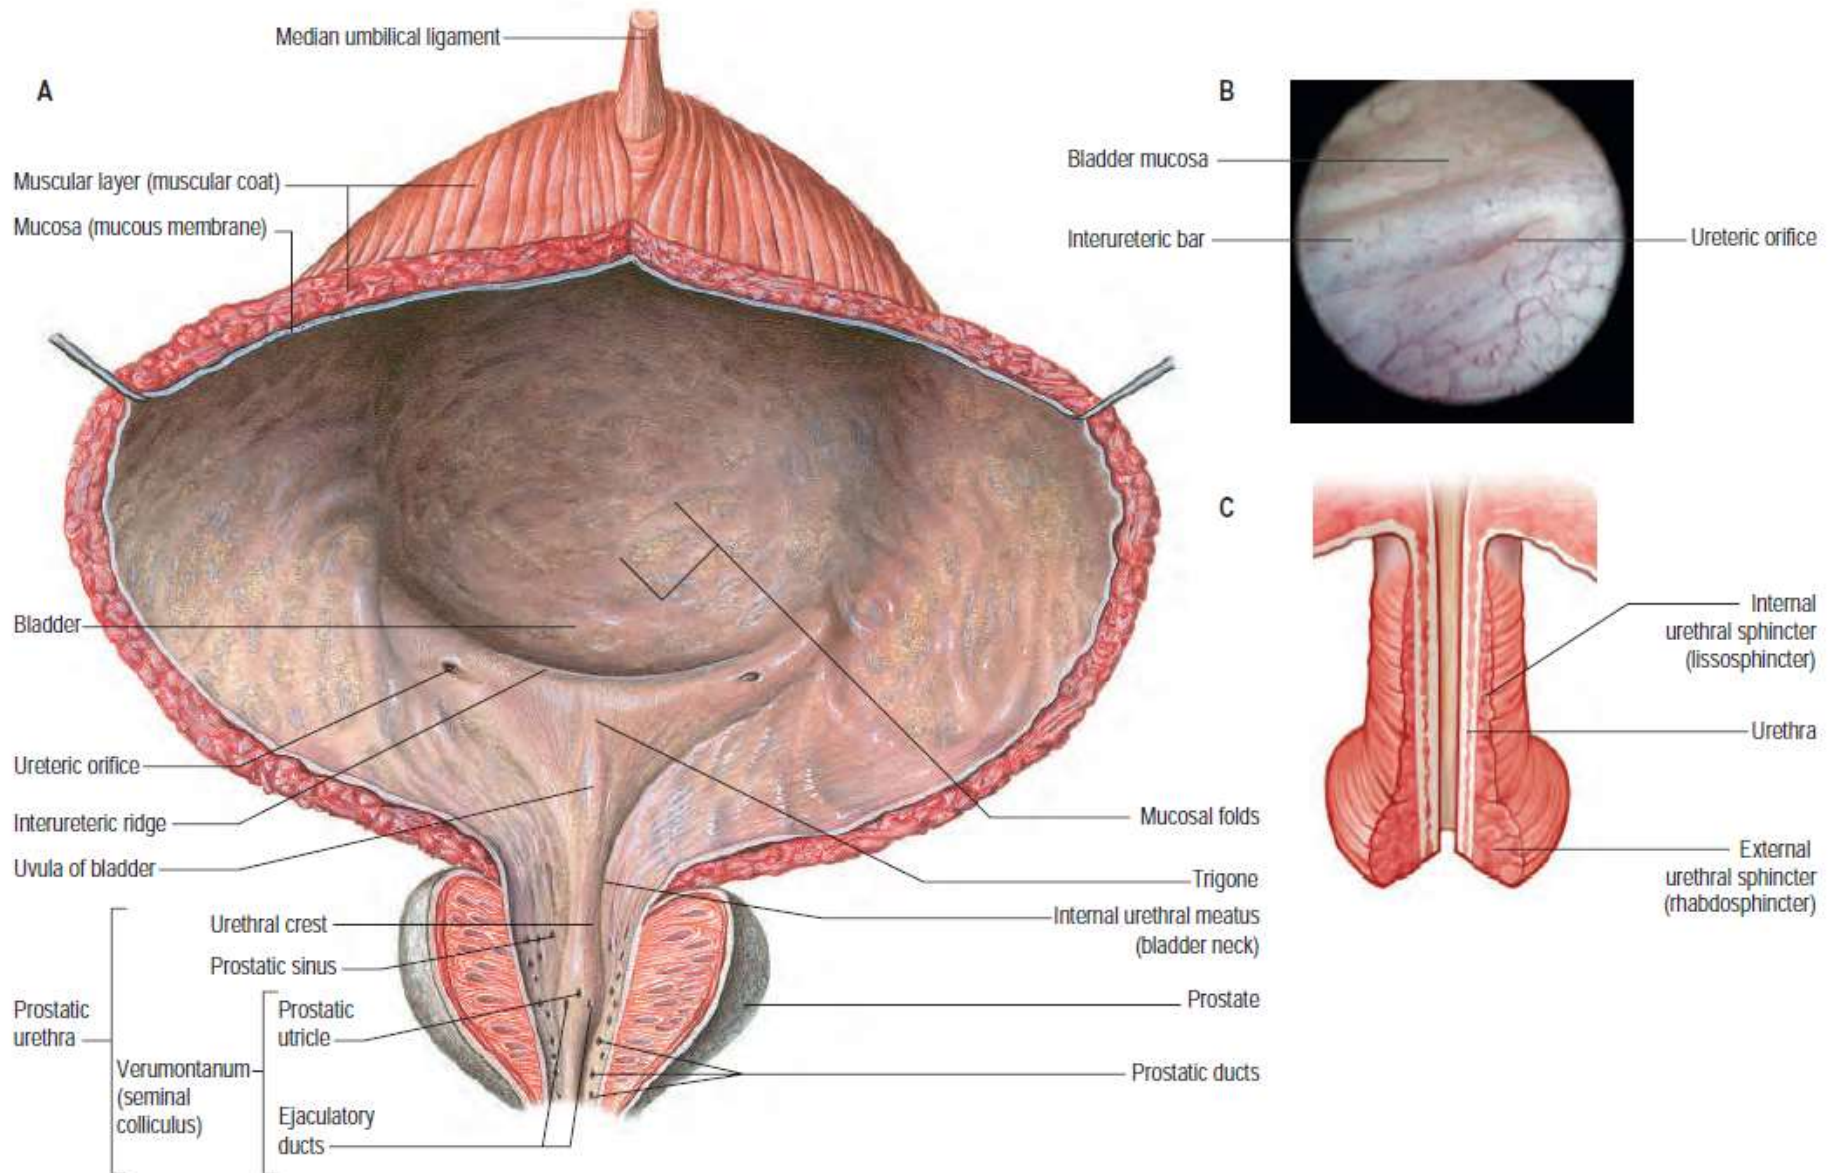 Median umbilical ligament
A
Muscular layer (muscular coat)
Mucosa (mucous membrane)
Bladder
Ureteric orifice
Interureteric ridge
Uvula of bladder
Urethral crest
Prostatic sinus
Prostatic
urethra
Prostatic
utricle
Verumontanum
(seminal
colliculus)
Ejaculatory
ducts
Mucosal folds
Trigone
Internal urethral meatus
(bladder neck)
Prostate
Prostatic ducts
B
Bladder mucosa
Interureteric bar
Ureteric orifice
C
Internal
urethral sphincter
(lissosphincter)
Urethra
External
urethral sphincter
(rhabdosphincter)